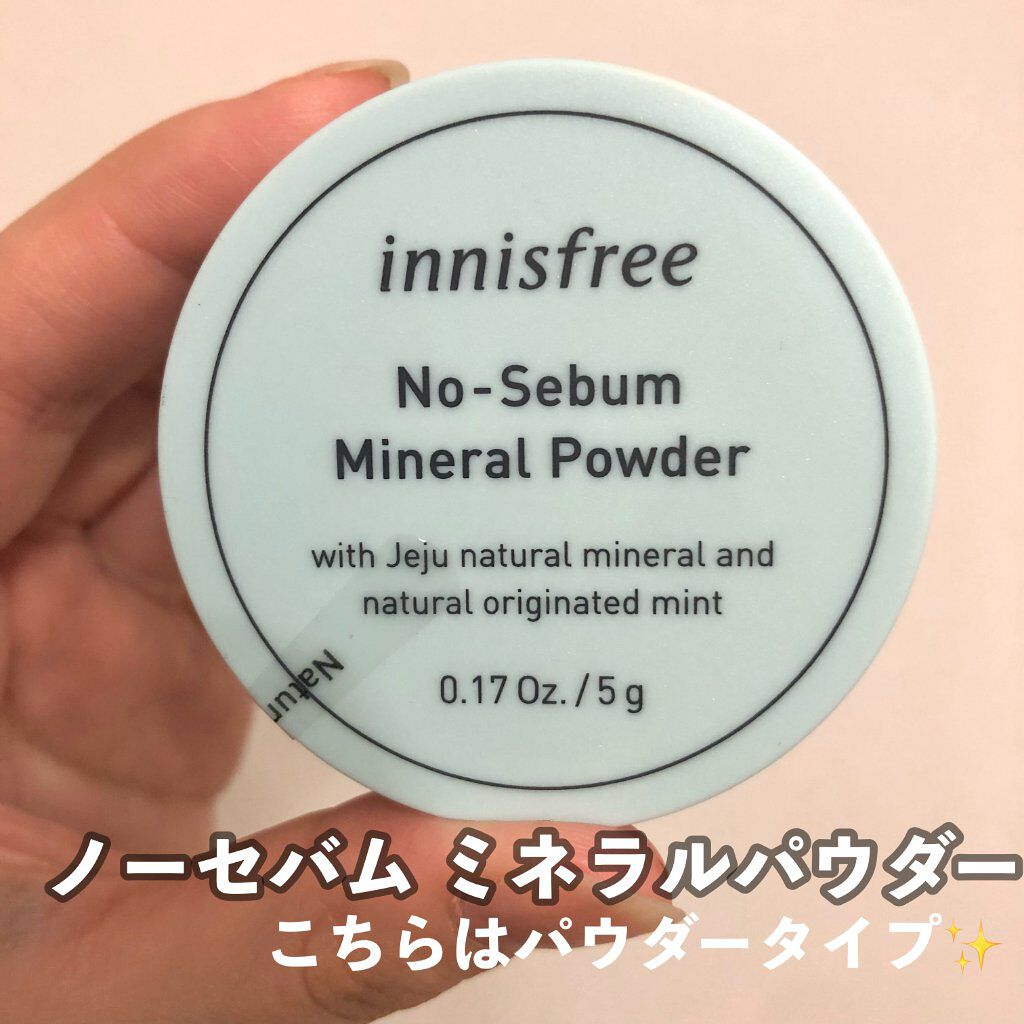 innisfree
No-Sebum
Mineral Powder
with Jeju natural mineral and
natural originated mint
Natur
0.17 Oz. / 5 g
ノーセバム ミネラルパウダー
こちらはパウダータイプ✨